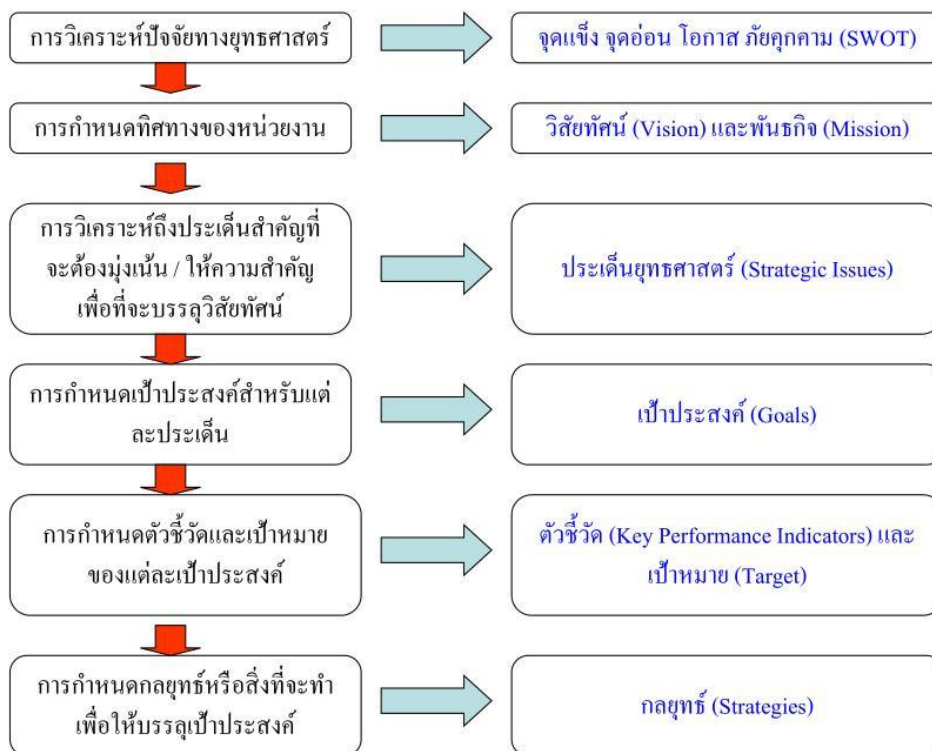 การวิเคราะห์ปัจจัยทางยุทธศาสตร์
จุดแข็ง จุดอ่อน โอกาส ภัยคุกคาม (SWOT)
การกำหนดทิศทางของหน่วยงาน
วิสัยทัศน์ (Vision) และพันธกิจ (Mission)
การวิเคราะห์ถึงประเด็นสำคัญที่
จะต้องมุ่งเน้น / ให้ความสำคัญ
เพื่อที่จะบรรลุวิสัยทัศน์
ประเด็นยุทธศาสตร์ (Strategic Issues)
การกำหนดเป้าประสงค์สำหรับแต่
ละประเด็น
เป้าประสงค์ (Goals)
การกำหนดตัวชี้วัดและเป้าหมาย
ของแต่ละเป้าประสงค์
ตัวชี้วัด (Key Performance Indicators) และ
เป้าหมาย (Target)
การกำหนดกลยุทธ์หรือสิ่งที่จะทำ
เพื่อให้บรรลุเป้าประสงค์
กลยุทธ์ (Strategies)